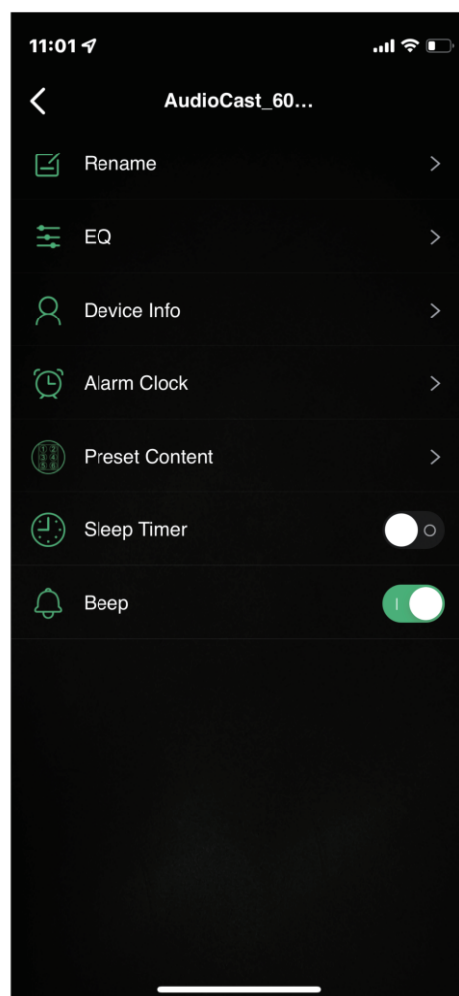 11:01
AudioCast_60...
Rename
EQ
Device Info
Alarm Clock
Preset Content
Sleep Timer
Beep